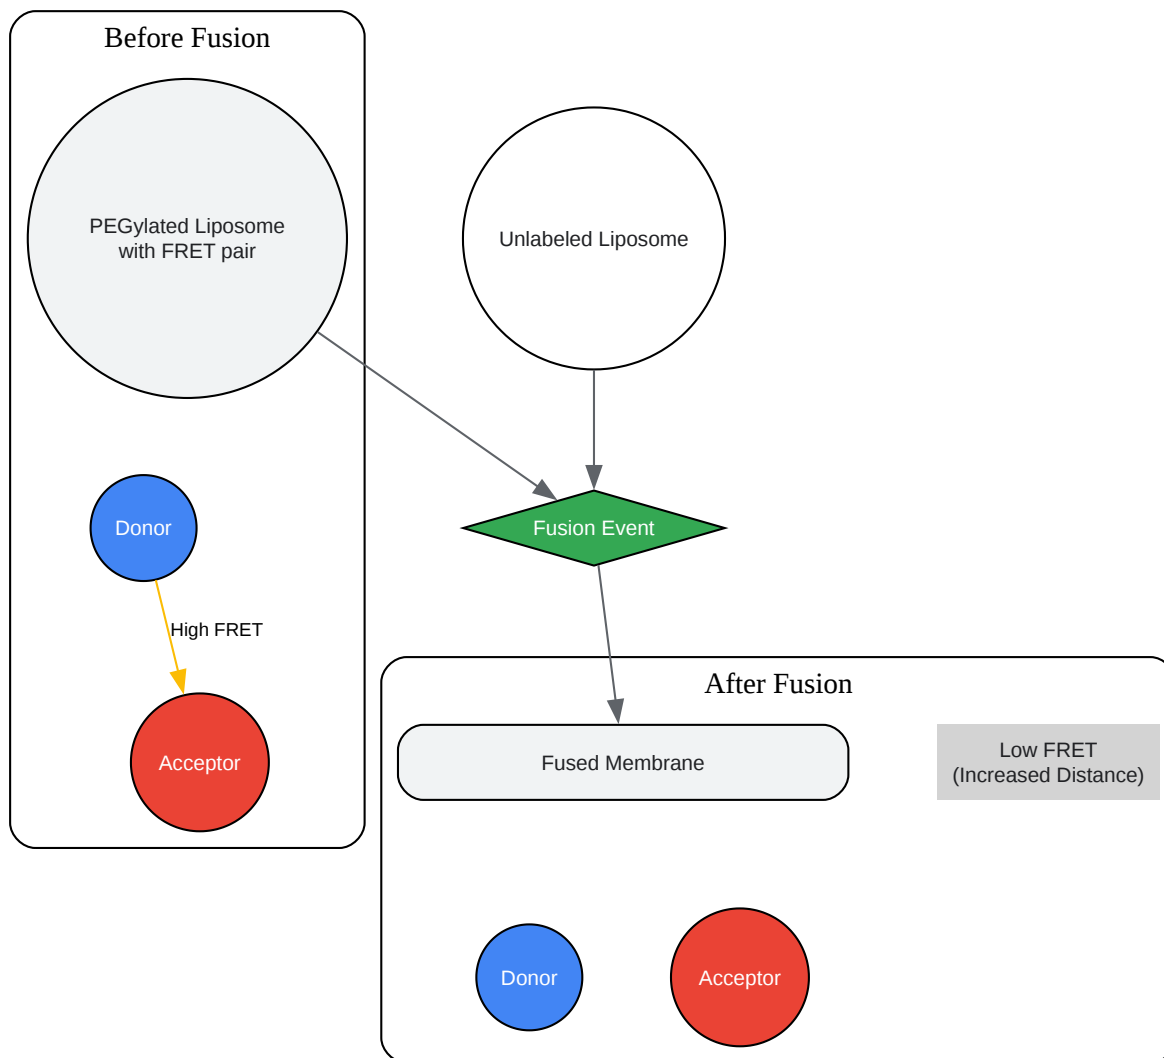 Before Fusion
PEGylated Liposome
with FRET pair
Unlabeled Liposome
Donor
Fusion Event
High FRET
Acceptor
After Fusion
Fused Membrane
Low FRET
(Increased Distance)
Donor
Acceptor